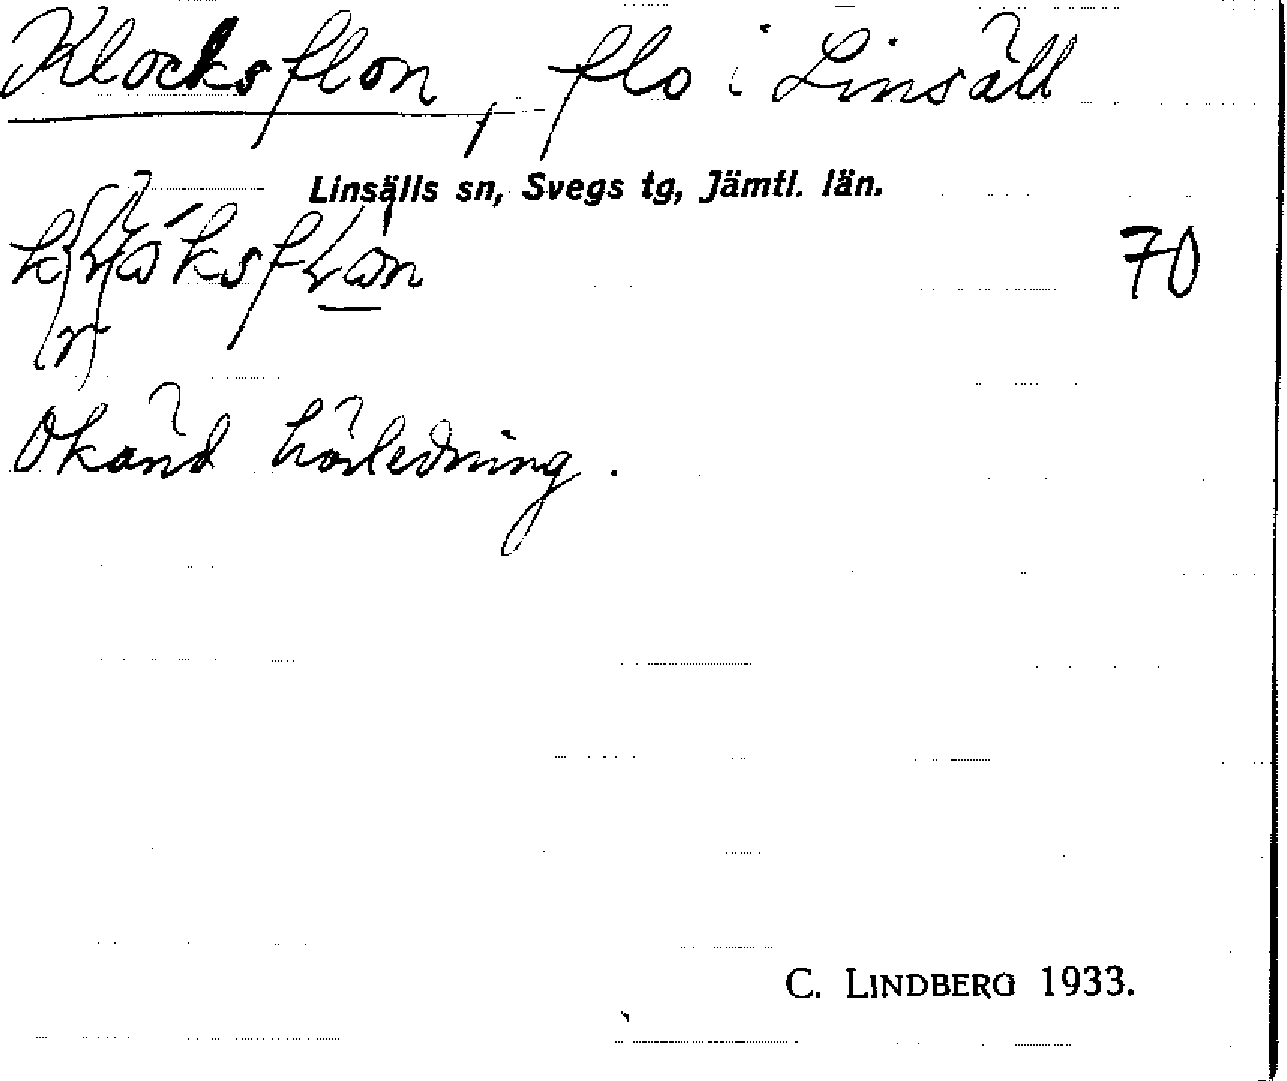 Klocksflon, flo i Linsäll
Linsälls sn, Svegs tg, Jämtl. län.
70
Okänd härledning.
C. LINDBERG 1933.